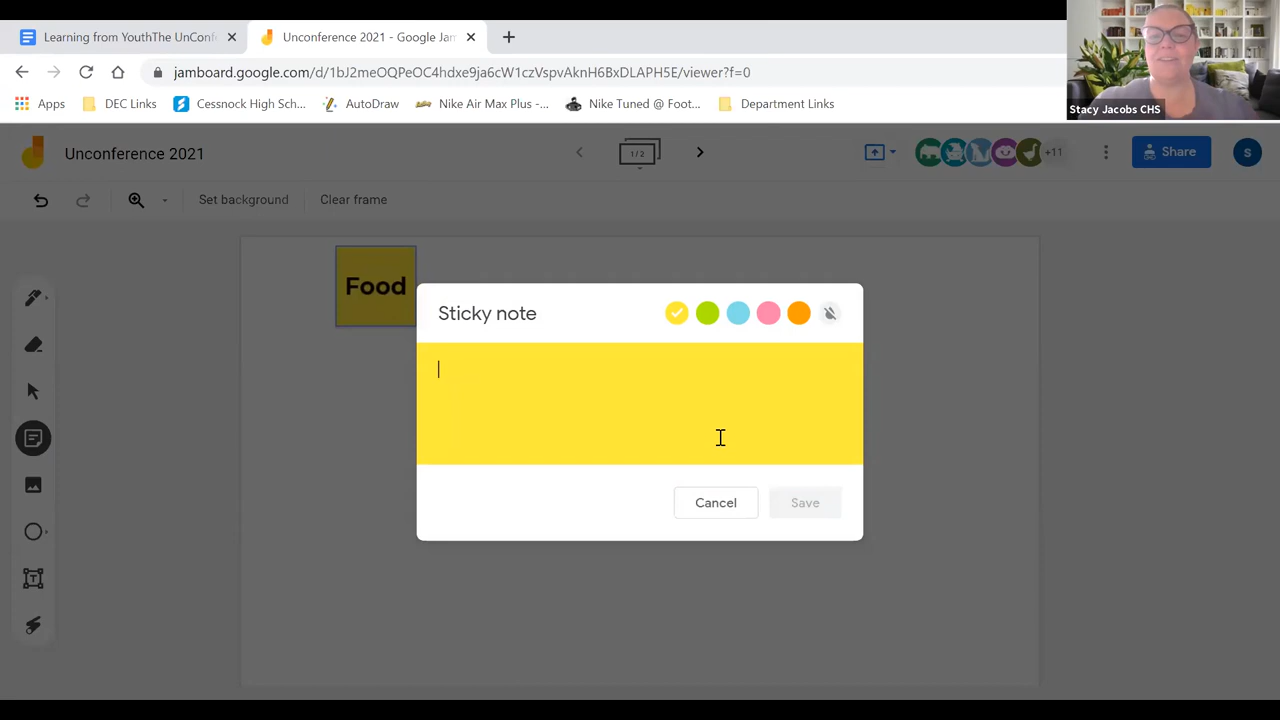 Learning from YouthThe UnConf
Unconference 2021 - Google Jam
jamboard.google.com/d/1bJ2meOQPeOC4hdxe9ja6cW1czVspvAknH6BxDLAPH5E/viewer?f=0
Apps
DEC Links
Cessnock High Sch...
AutoDraw
Nike Air Max Plus -...
Nike Tuned @ Foot...
Department Links
Stacy Jacobs CHS
Unconference 2021
1/2
+11
Share
s
Set background
Clear frame
Food
Sticky note
Cancel
Save